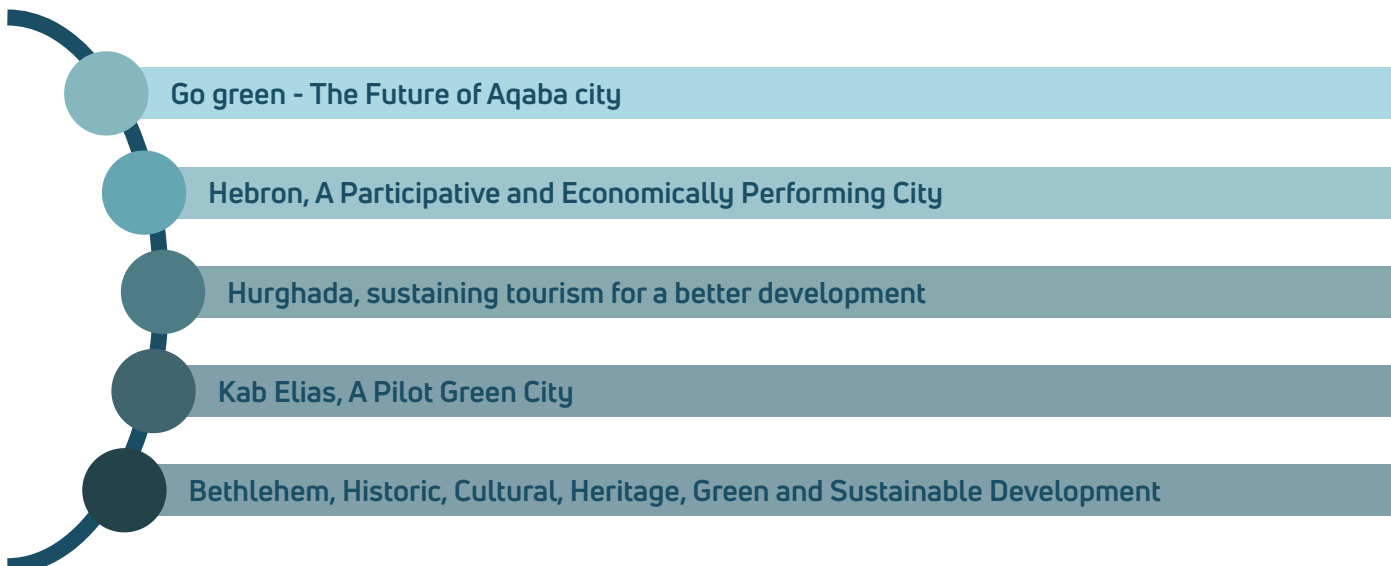 Go green - The Future of Aqaba city
Hebron, A Participative and Economically Performing City
Hurghada, sustaining tourism for a better development
Kab Elias, A Pilot Green City
Bethlehem, Historic, Cultural, Heritage, Green and Sustainable Development